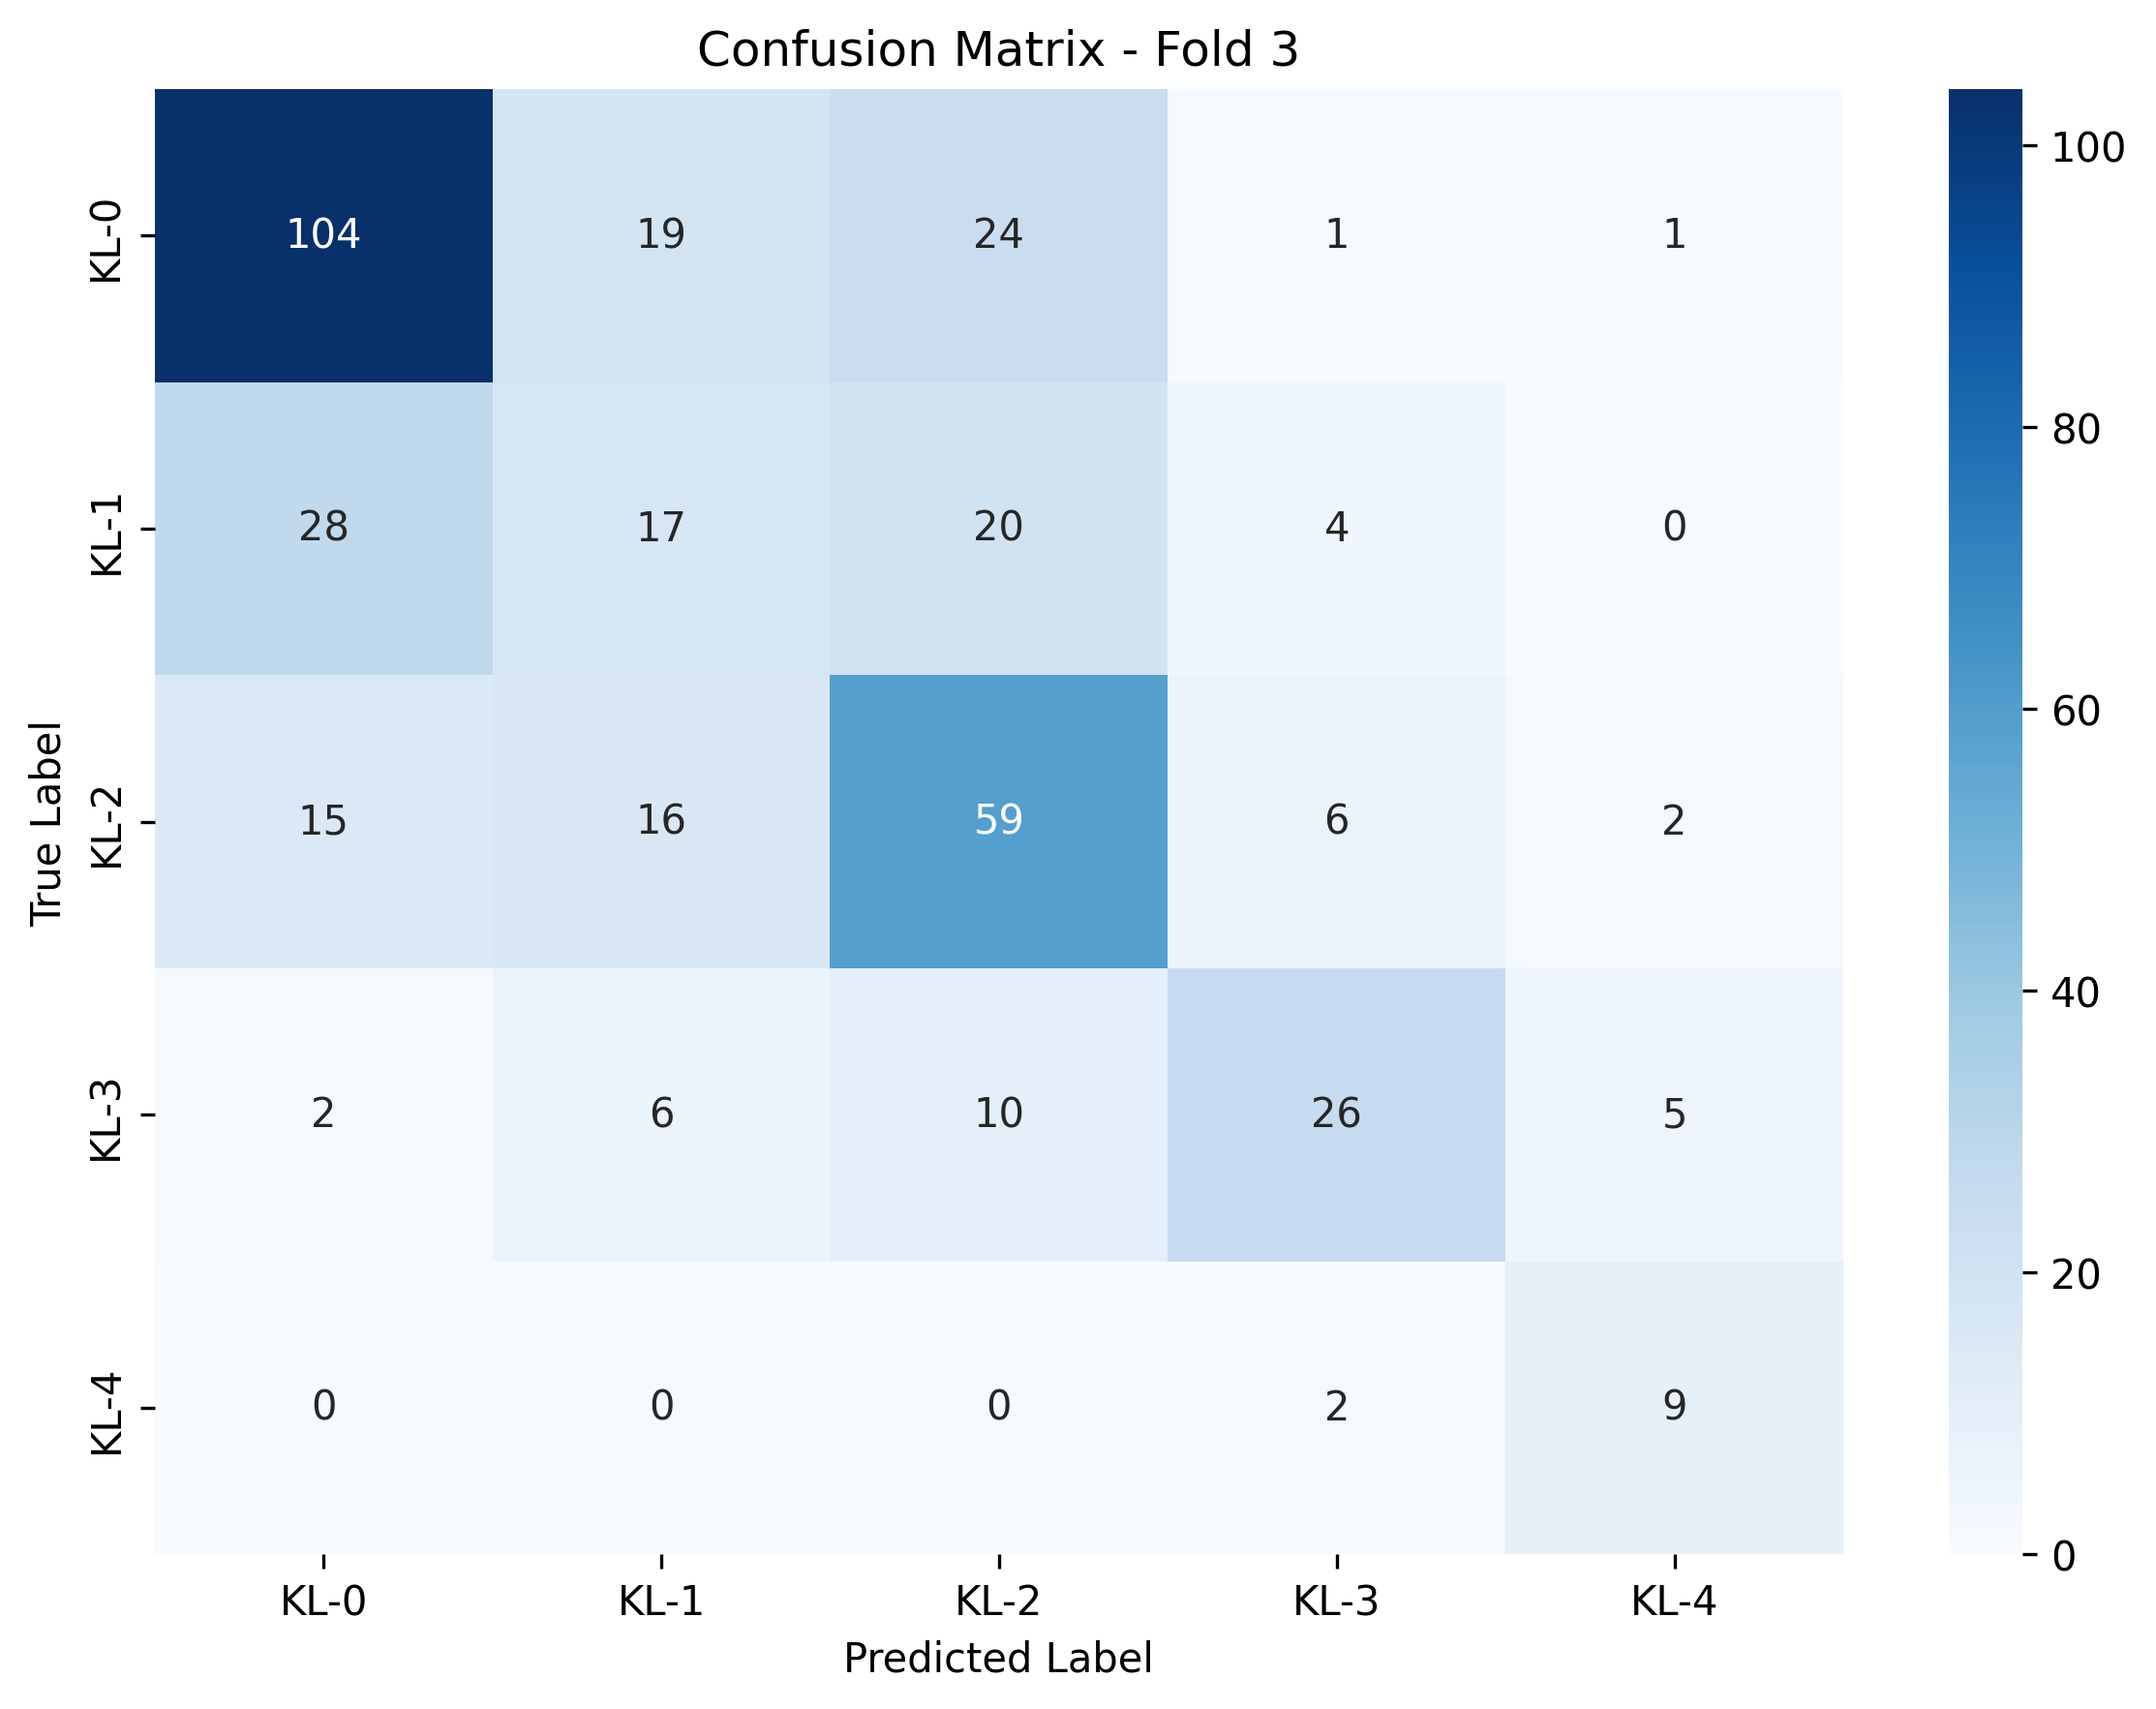 Confusion Matrix - Fold 3
True Label
KL-0 104 19 24 1 1
KL-1 28 17 20 4 0
KL-2 15 16 59 6 2
KL-3 2 6 10 26 5
KL-4 0 0 0 2 9
KL-0 KL-1 KL-2 KL-3 KL-4
Predicted Label
100
80
60
40
20
0